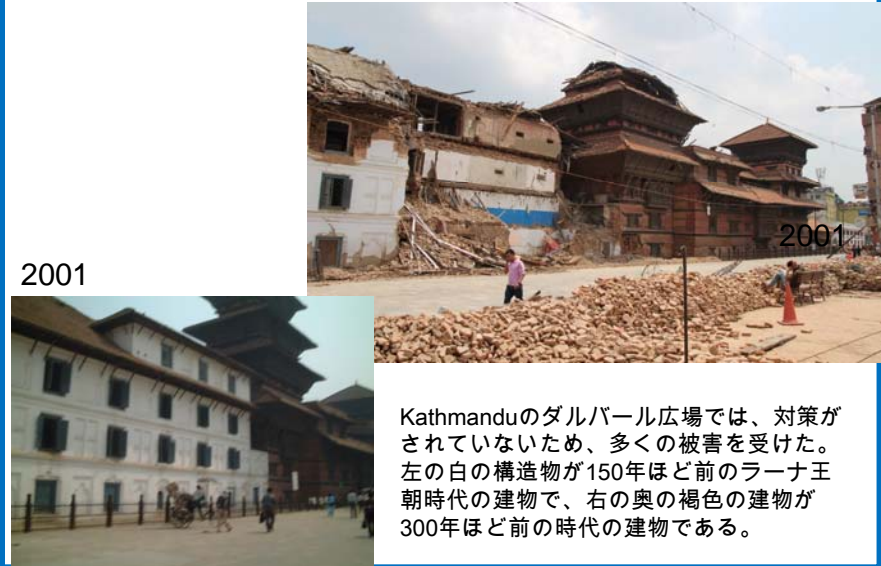 2001
2001
Kathmanduのダルバール広場では、対策が
されていないため、多くの被害を受けた。
左の白の構造物が150年ほど前のラーナ王
朝時代の建物で、右の奥の褐色の建物が
300年ほど前の時代の建物である。